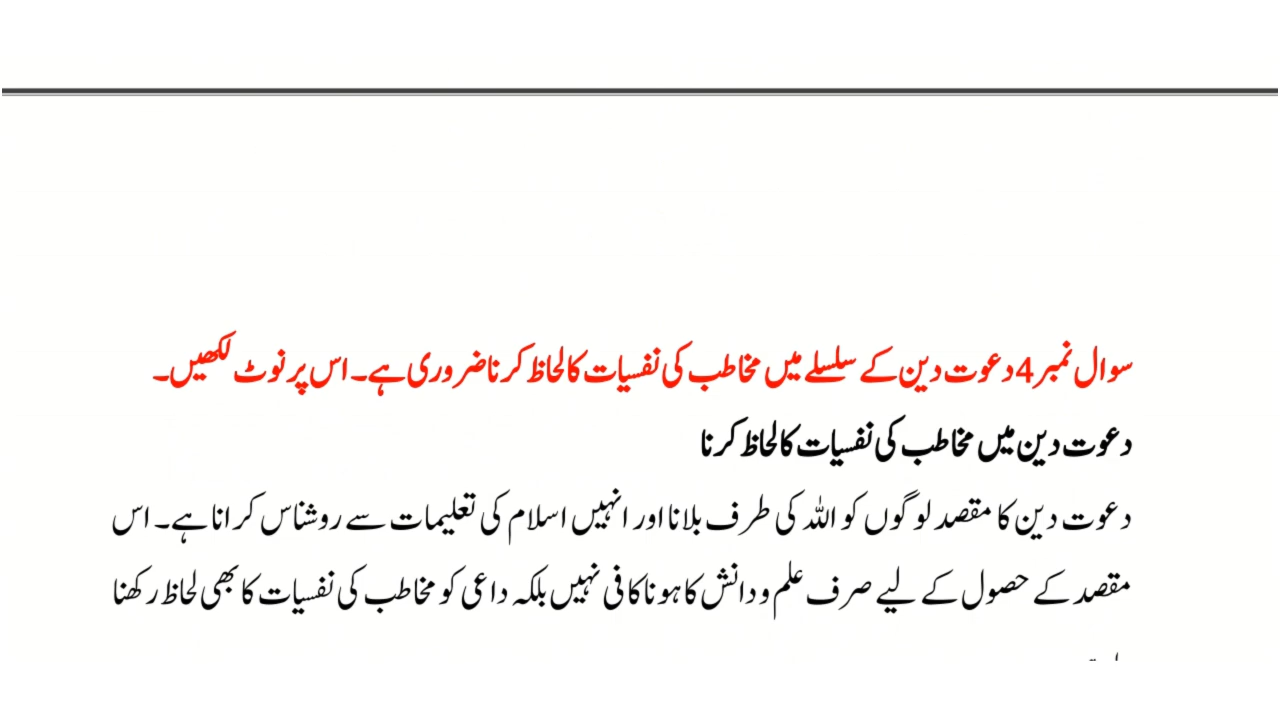 سوال نمبر 4 دعوت دین کے سلسلے میں مخاطب کی نفسیات کا لحاظ کرنا ضروری ہے۔ اس پر نوٹ لکھیں۔
دعوت دین میں مخاطب کی نفسیات کا لحاظ کرنا
دعوت دین کا مقصد لوگوں کو اللہ کی طرف بلانا اور انہیں اسلام کی تعلیمات سے روشناس کرانا ہے۔ اس
مقصد کے حصول کے لیے صرف علم و دانش کا ہونا کافی نہیں بلکہ داعی کو مخاطب کی نفسیات کا بھی لحاظ رکھنا